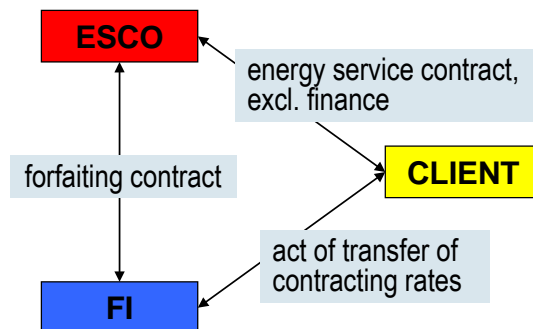 ESCO
energy service contract,
excl. finance
forfaiting contract
CLIENT
act of transfer of
contracting rates
FI